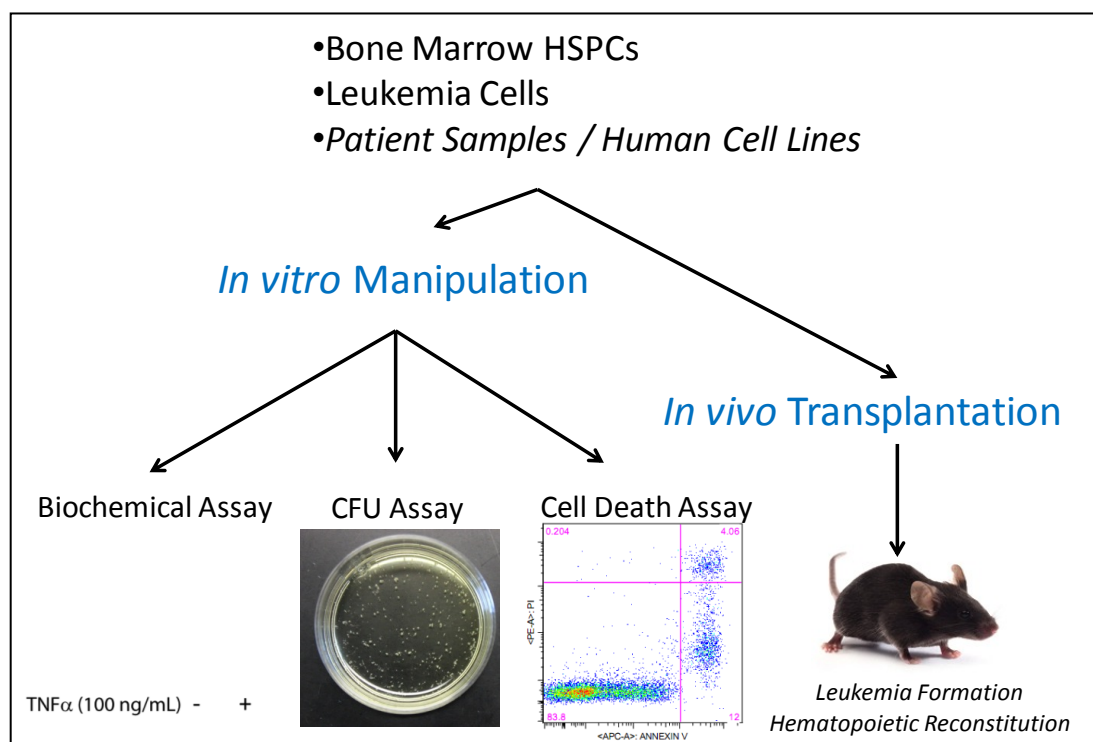 •Bone Marrow HSPCs
•Leukemia Cells
•Patient Samples / Human Cell Lines
In vitro Manipulation
In vivo Transplantation
Biochemical Assay
CFU Assay
Cell Death Assay
0.204
4.06
<PE-A>: PI
83.8
12
<APC-A>: ANNEXIN V
TNFα (100 ng/mL) - +
Leukemia Formation
Hematopoietic Reconstitution